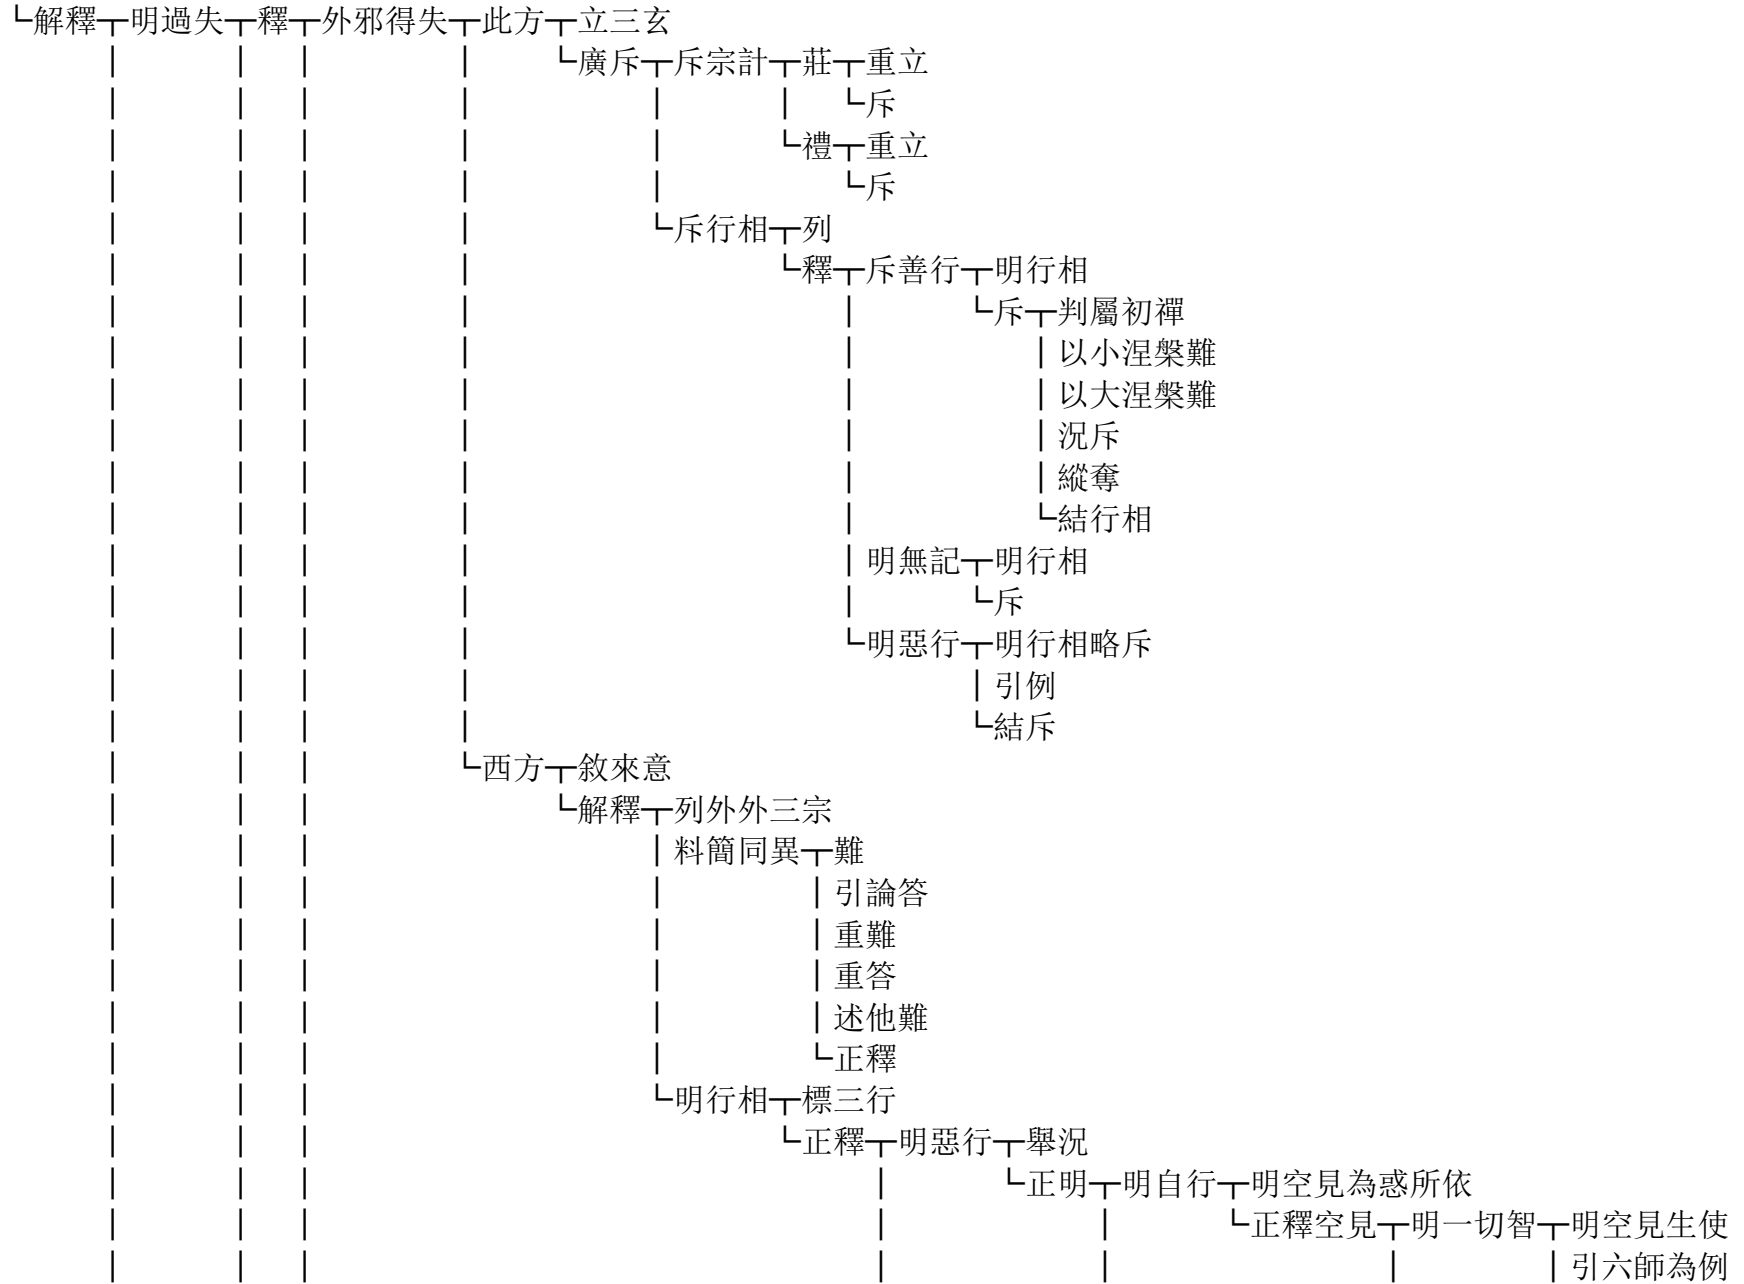 └解釋┬明過失┬釋┬外邪得失┬此方┬立三玄
└廣斥┬斥宗計┬莊┬重立
└斥
└禮┬重立
└斥
└斥行相┬列
└釋┬斥善行┬明行相
└斥┬判屬初禪
│以小涅槃難
│以大涅槃難
│況斥
│縱奪
└結行相
│明無記┬明行相
└斥
└明惡行┬明行相略斥
│引例
└結斥
└西方┬敘來意
└解釋┬列外外三宗
│料簡同異┬難
│引論答
│重難
│重答
│述他難
└正釋
└明行相┬標三行
└正釋┬明惡行┬舉況
└正明┬明自行┬明空見為惑所依
└正釋空見┬明一切智┬明空見生使
│引六師為例